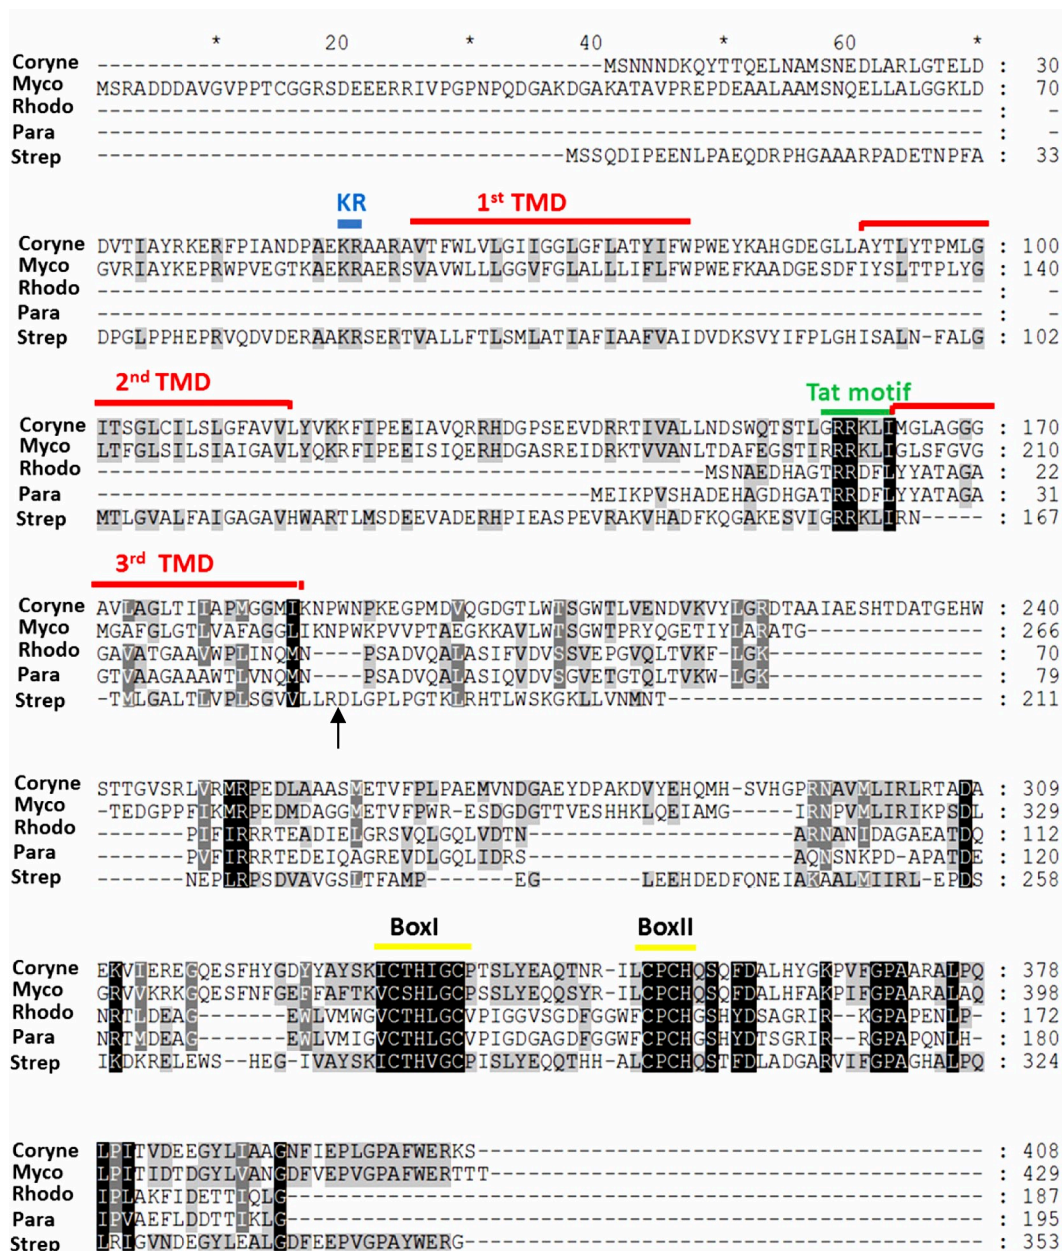 * 20 * 40 * 60 *
Coryne ----------------------------------------MSNNNDKQYTTQELNAMSNEDLARLGTELD : 30
Myco MSRADDDAVGVPPTCGGRSDEEERRIVPGPNPQDGAKDGAKATAVPREPDEAALAAMSNQELLALGGKLD : 70
Rhodo ---------------------------------------------------------------------- : -
Para ---------------------------------------------------------------------- : -
Strep -------------------------------------MSSQDIPEENLPAEQDRPHGAAARPADETNPFA : 33
KR 1st TMD
Coryne DVTIAYRKERFPIANDPAEKRAARAVTFWLVLGIIGGLGFLATYIFWPWEYKAHGDEGLLAYTLYTPMLG : 100
Myco GVRIAYKEPRWPVEGTKAEKRAERSVAVWLLLGGVFGLALLLIFLFWPWEFKAADGESDFIYSLTTPLYG : 140
Rhodo ---------------------------------------------------------------------- : -
Para ---------------------------------------------------------------------- : -
Strep DPGLPPHEPRVQDVDERAAKRSERTVALLFTLSMLATIAFIAAFVAIDVDKSVYIFPLGHISALN-FALG : 102
2nd TMD Tat motif
Coryne ITSGLCILSLGFAVVLYVKKFIPEEIAVQRRHDGPSEEVDRRTIVALLNDSWQTSTLGRRKLIMGLAGGG : 170
Myco LTFGLSILSIAIGAVLYQKRFIPEEISIQERHDGASREIDRKTVVANLTDAFEGSTIRRRKLIGLSFGVG : 210
Rhodo ------------------------------------------------MSNAEDHAGTRRDFLYYATAGA : 22
Para ---------------------------------------MEIKPVSHADEHAGDHGATRRDFLYYATAGA : 31
Strep MTLGVALFAIGAGAVHWARTLMSDEEVADERHPIEASPEVRAKVHADFKQGAKESVIGRRKLIRN----- : 167
3rd TMD
Coryne AVLAGLTIIAPMGGMIKNPWNPKEGPMDVQGDGTLWTSGWTLVENDVKVYLGRDTAAIAESHTDATGEHW : 240
Myco MGAFGLGTLVAFAGGLIKNPWKPVVPTAEGKKAVLWTSGWTPRYQGETIYLARATG-------------- : 266
Rhodo GAVATGAAVWPLINQMN----PSADVQALASIFVDVSSVEPGVQLTVKF-LGK----------------- : 70
Para GTVAAGAAAWTLVNQMN----PSADVQALASIQVDVSGVETGTQLTVKW-LGK----------------- : 79
Strep -TMLGALTLVPLSGVVLLRDLGPLPGTKLRHTLWSKGKLLVNMNT------------------------- : 211
Coryne STTGVSRLVRMRPEDLAAASMETVFPLPAEMVNDGAEYDPAKDVYEHQMH-SVHGPRNAVMLIRLRTADA : 309
Myco -TEDGPPFIKMRPEDMDAGGMETVFPWR-ESDGDGTTVESHHKLQEIAMG-----IRNPVMLIRIKPSDL : 329
Rhodo -------PIFIRRRTEADIELGRSVQLGQLVDTN---------------------ARNANIDAGAEATDQ : 112
Para -------PVFIRRRTEDEIQAGREVDLGQLIDRS---------------------AQNSNKPD-APATDE : 120
Strep -------NEPLRPSDVAVGSLTFAMP-------EG--------LEEHDEDFQNEIAKAALMIIRL-EPDS : 258
BoxI BoxII
Coryne EKVIEREGQESFHYGDYYAYSKICTHIGCPTSLYEAQTNR-ILCPCHQSQFDALHYGKPVFGPAARALPQ : 378
Myco GRVVKRKGQESFNFGEFFAFTKVCSHLGCPSSLYEQQSYR-ILCPCHQSQFDALHFAKPIFGPAARALAQ : 398
Rhodo NRTLDEAG-------EWLVMWGVCTHLGCVPIGGVSGDFGGWFCPCHGSHYDSAGRIR--KGPAPENLP- : 172
Para NRTMDEAG-------EWLVMIGVCTHLGCVPIGDGAGDFGGWFCPCHGSHYDTSGRIR--RGPAPQNLH- : 180
Strep IKDKRELEWS--HEG-IVAYSKICTHVGCPISLYEQQTHH-ALCPCHQSTFDLADGARVIFGPAGHALPQ : 324
Coryne LPITVDEEGYLIAAGNFIEPLGPAFWERKS---------------------------------------- : 408
Myco LPITIDTDGYLVANGDFVEPVGPAFWERTTT--------------------------------------- : 429
Rhodo IPLAKFIDETTIQLG------------------------------------------------------- : 187
Para IPVAEFLDDTTIKLG------------------------------------------------------- : 195
Strep LRIGVNDEGYLEALGDFEEPVGPAYWERG----------------------------------------- : 353